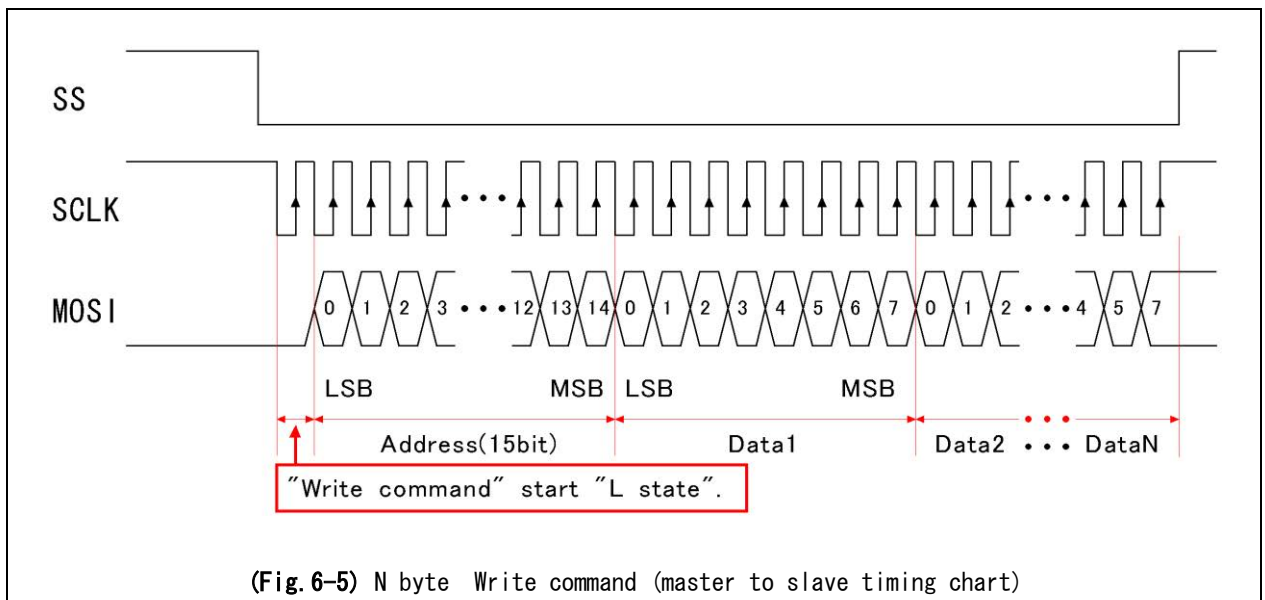 SS
SCLK
MOSI
0 1 2 3 ••• 12 13 14 0 1 2 3 4 5 6 7 0 1 2 ••• 4 5 7
LSB MSB LSB MSB
Address(15bit) Data1 Data2 ••• DataN
"Write command" start "L state".
(Fig.6-5) N byte Write command (master to slave timing chart)